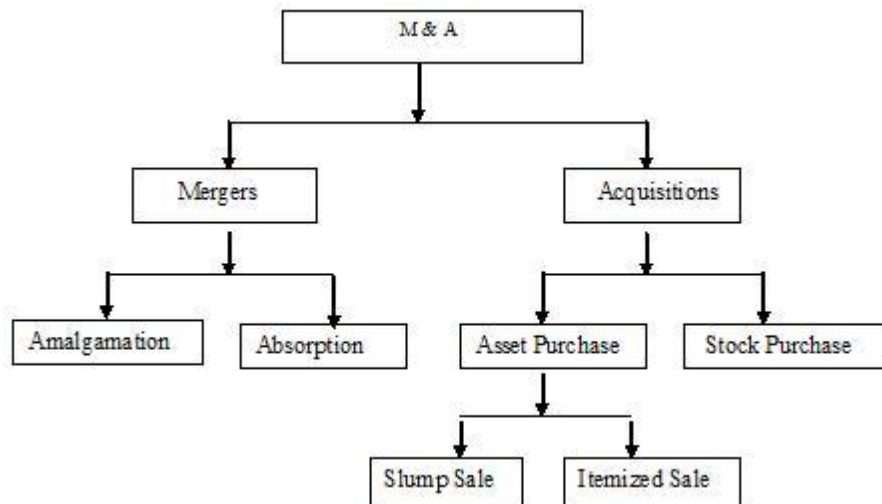 M & A
Mergers
Acquisitions
Amalgamation
Absorption
Asset Purchase
Stock Purchase
Slump Sale
Itemized Sale